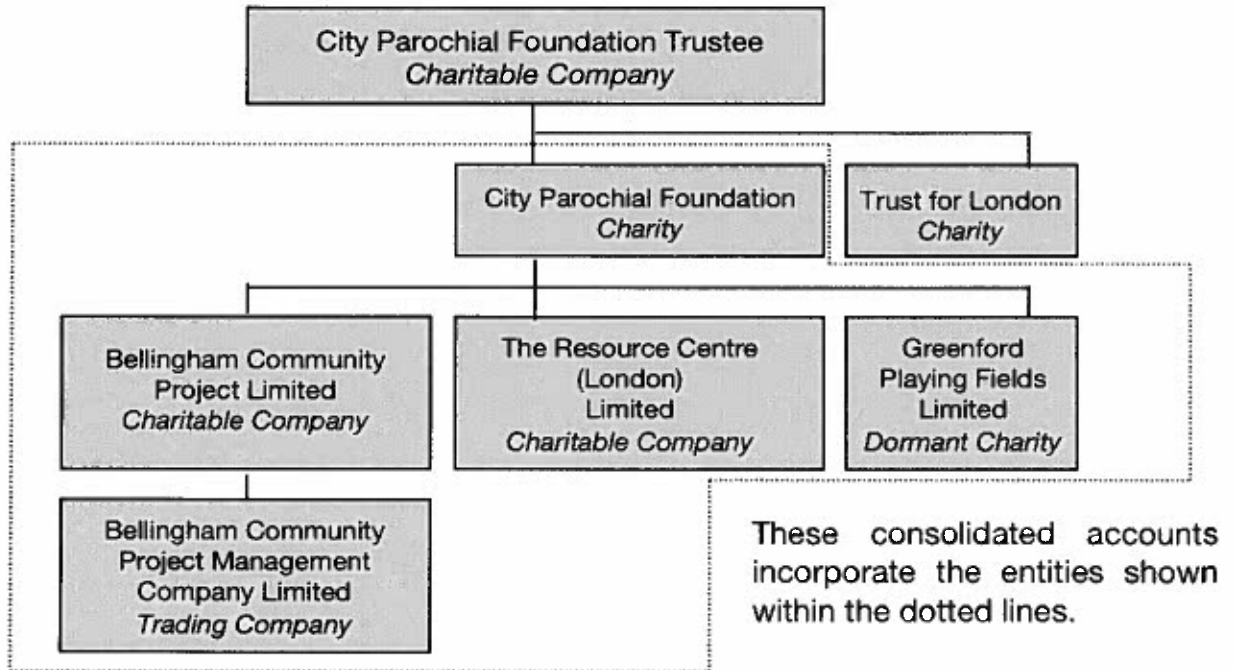 City Parochial Foundation Trustee
Charitable Company
City Parochial Foundation
Charity
Trust for London
Charity
Bellingham Community
Project Limited
Charitable Company
The Resource Centre
(London)
Limited
Charitable Company
Greenford
Playing Fields
Limited
Dormant Charity
Bellingham Community
Project Management
Company Limited
Trading Company
These consolidated accounts
incorporate the entities shown
within the dotted lines.